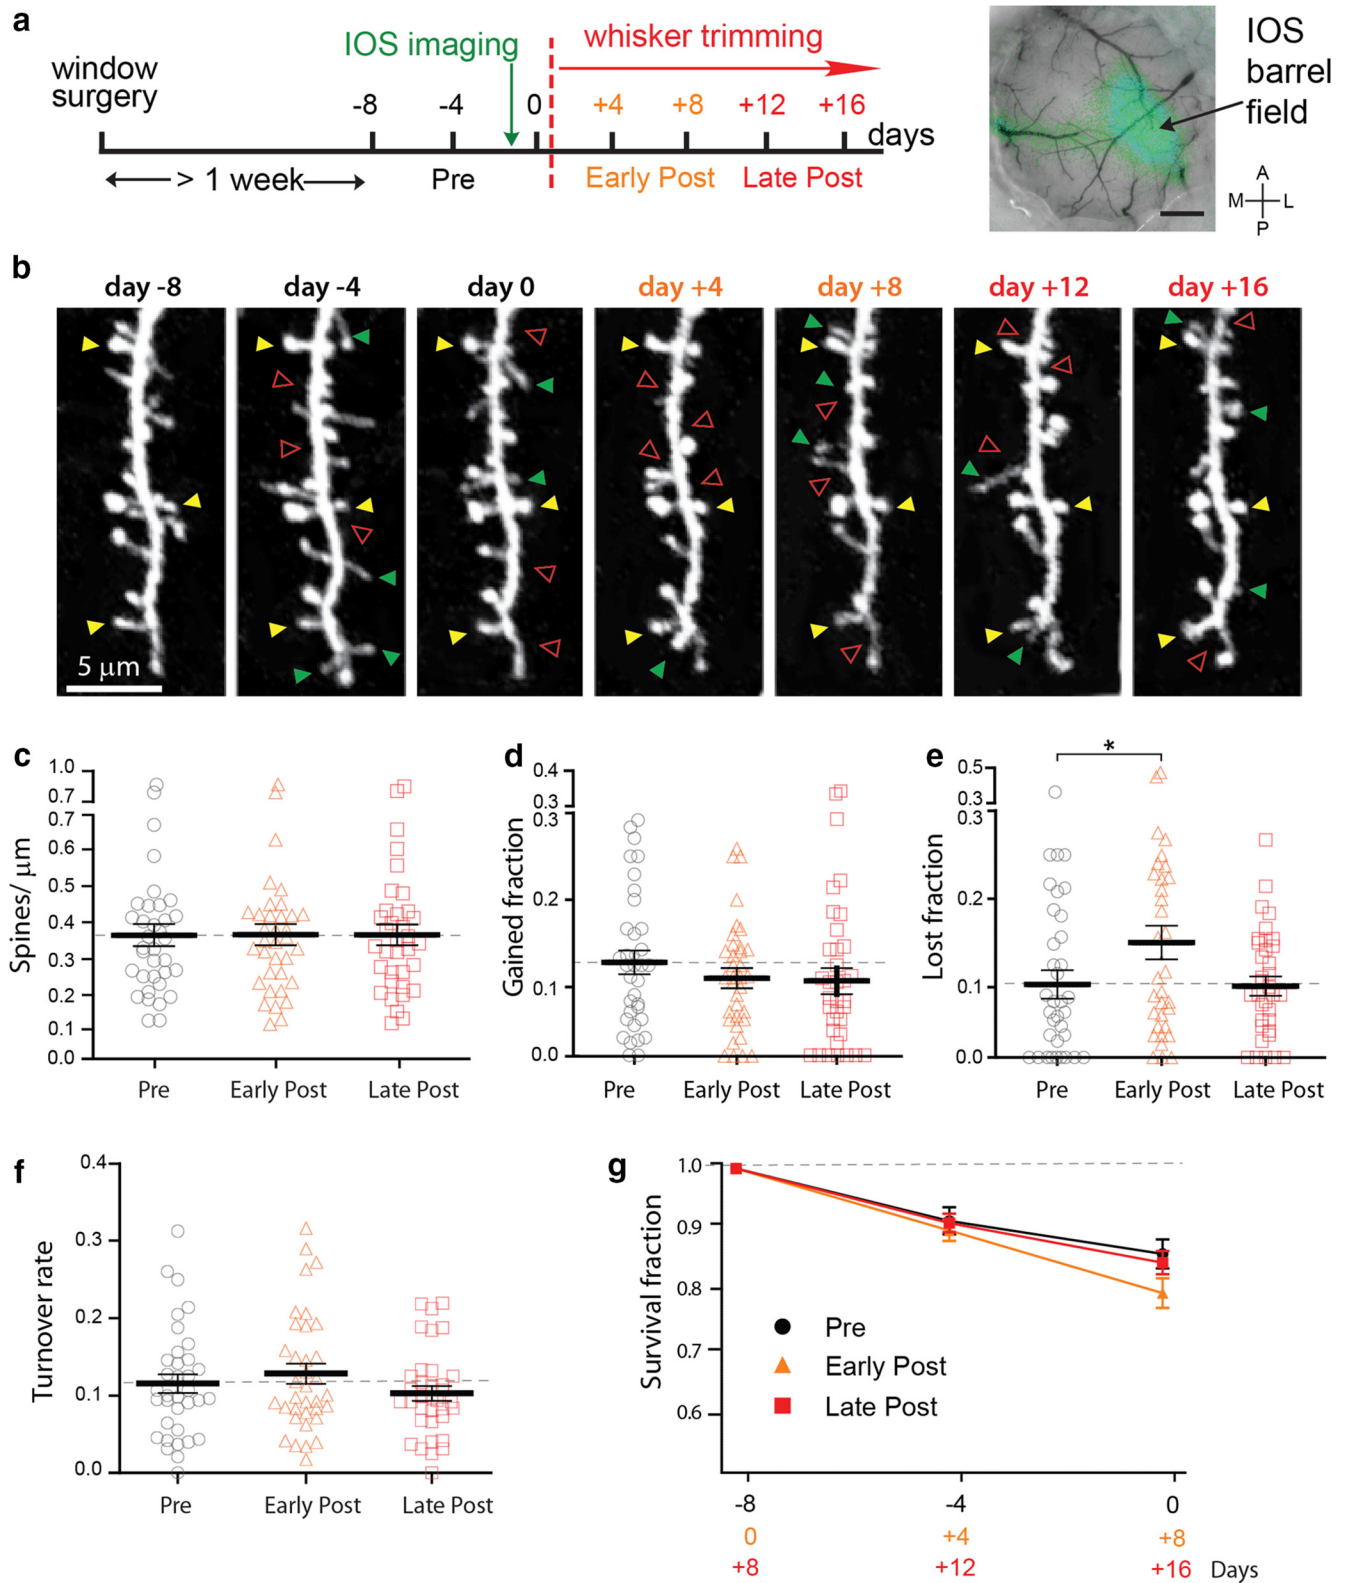 a
IOS imaging
whisker trimming
window
surgery
-8 -4 0 +4 +8 +12 +16
days
> 1 week
Pre
Early Post
Late Post
IOS
barrel
field
A
M L
P
b
day -8 day -4 day 0 day +4 day +8 day +12 day +16
5 μm
c
Spines/ μm
1.0
0.7
0.7
0.6
0.5
0.4
0.3
0.2
0.1
0.0
Pre Early Post Late Post
d
Gained fraction
0.4
0.3
0.3
0.2
0.1
0.0
Pre Early Post Late Post
e
*
Lost fraction
0.5
0.3
0.3
0.2
0.1
0.0
Pre Early Post Late Post
f
Turnover rate
0.4
0.3
0.2
0.1
0.0
Pre Early Post Late Post
g
Survival fraction
1.0
0.9
0.8
0.7
0.6
Pre
Early Post
Late Post
-8 -4 0
0 +4 +8
+8 +12 +16 Days